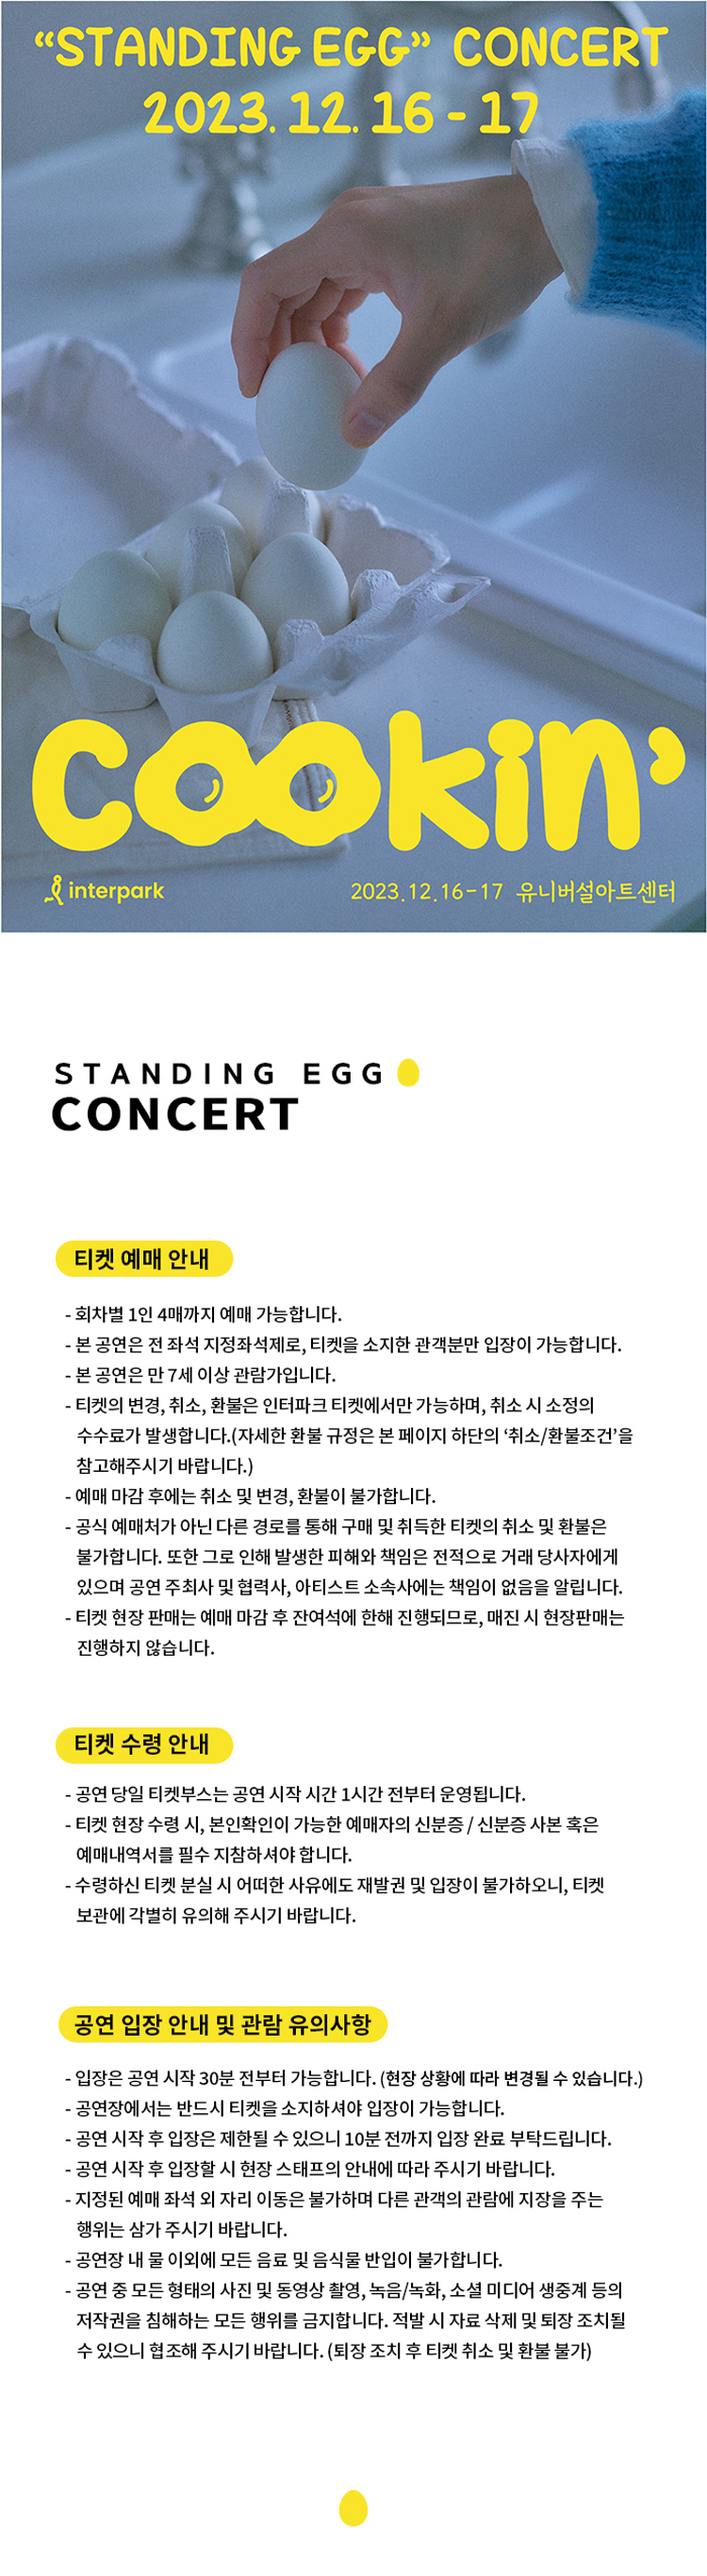 “STANDING EGG” CONCERT
2023. 12. 16 - 17
cookin’
interpark
2023.12.16-17 유니버설아트센터
STANDING EGG
CONCERT
티켓 예매 안내
- 회차별 1인 4매까지 예매 가능합니다.
- 본 공연은 전 좌석 지정좌석제로, 티켓을 소지한 관객분만 입장이 가능합니다.
- 본 공연은 만 7세 이상 관람가입니다.
- 티켓의 변경, 취소, 환불은 인터파크 티켓에서만 가능하며, 취소 시 소정의
수수료가 발생합니다.(자세한 환불 규정은 본 페이지 하단의 ‘취소/환불조건’을
참고해주시기 바랍니다.)
- 예매 마감 후에는 취소 및 변경, 환불이 불가합니다.
- 공식 예매처가 아닌 다른 경로를 통해 구매 및 취득한 티켓의 취소 및 환불은
불가합니다. 또한 그로 인해 발생한 피해와 책임은 전적으로 거래 당사자에게
있으며 공연 주최사 및 협력사, 아티스트 소속사에는 책임이 없음을 알립니다.
- 티켓 현장 판매는 예매 마감 후 잔여석에 한해 진행되므로, 매진 시 현장판매는
진행하지 않습니다.
티켓 수령 안내
- 공연 당일 티켓부스는 공연 시작 시간 1시간 전부터 운영됩니다.
- 티켓 현장 수령 시, 본인확인이 가능한 예매자의 신분증 / 신분증 사본 혹은
예매내역서를 필수 지참하셔야 합니다.
- 수령하신 티켓 분실 시 어떠한 사유에도 재발권 및 입장이 불가하오니, 티켓
보관에 각별히 유의해 주시기 바랍니다.
공연 입장 안내 및 관람 유의사항
- 입장은 공연 시작 30분 전부터 가능합니다. (현장 상황에 따라 변경될 수 있습니다.)
- 공연장에서는 반드시 티켓을 소지하셔야 입장이 가능합니다.
- 공연 시작 후 입장은 제한될 수 있으니 10분 전까지 입장 완료 부탁드립니다.
- 공연 시작 후 입장할 시 현장 스태프의 안내에 따라 주시기 바랍니다.
- 지정된 예매 좌석 외 자리 이동은 불가하며 다른 관객의 관람에 지장을 주는
행위는 삼가 주시기 바랍니다.
- 공연장 내 물 이외에 모든 음료 및 음식물 반입이 불가합니다.
- 공연 중 모든 형태의 사진 및 동영상 촬영, 녹음/녹화, 소셜 미디어 생중계 등의
저작권을 침해하는 모든 행위를 금지합니다. 적발 시 자료 삭제 및 퇴장 조치될
수 있으니 협조해 주시기 바랍니다. (퇴장 조치 후 티켓 취소 및 환불 불가)